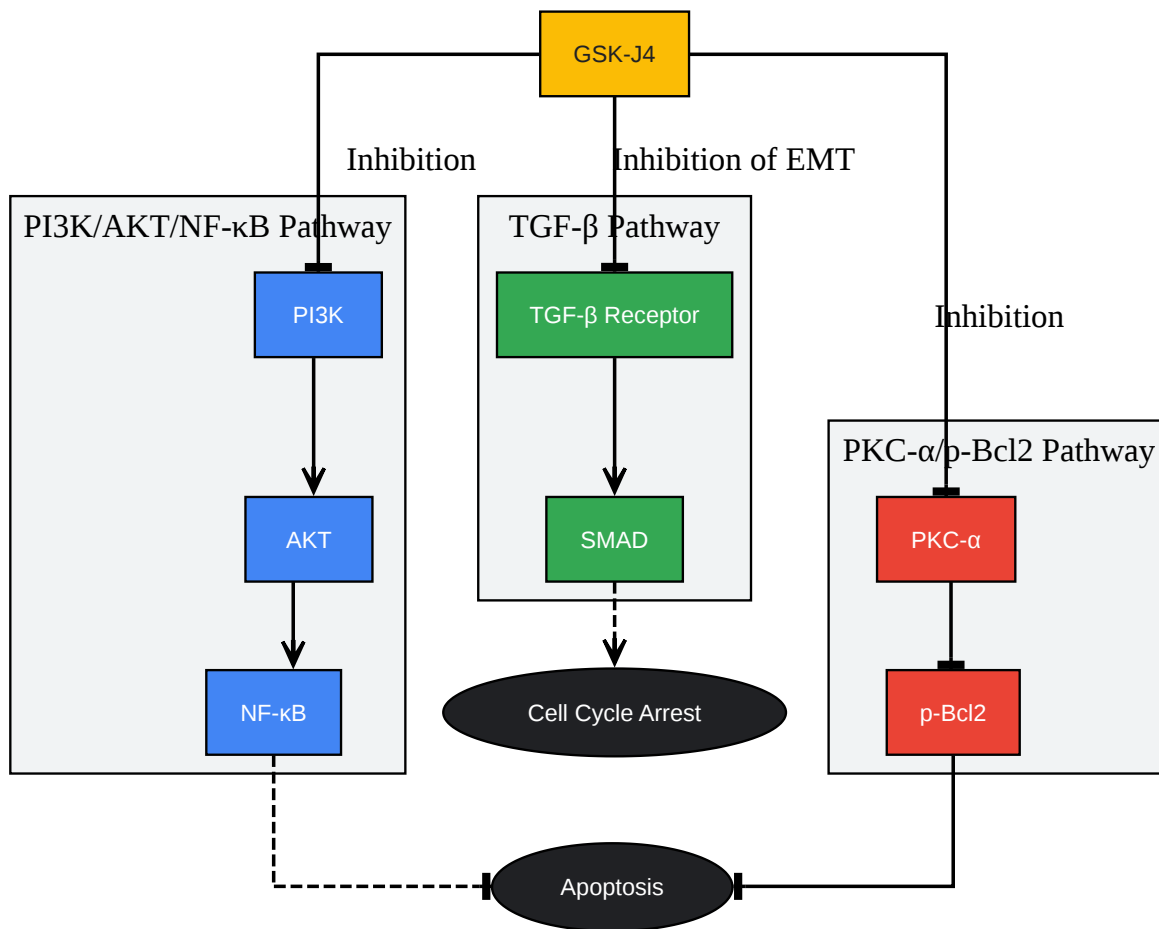 GSK-J4
Inhibition
Inhibition of EMT
PI3K/AKT/NF-κB Pathway
TGF-β Pathway
PI3K
TGF-β Receptor
Inhibition
PKC-α/p-Bcl2 Pathway
AKT
SMAD
PKC-α
NF-κB
Cell Cycle Arrest
p-Bcl2
Apoptosis